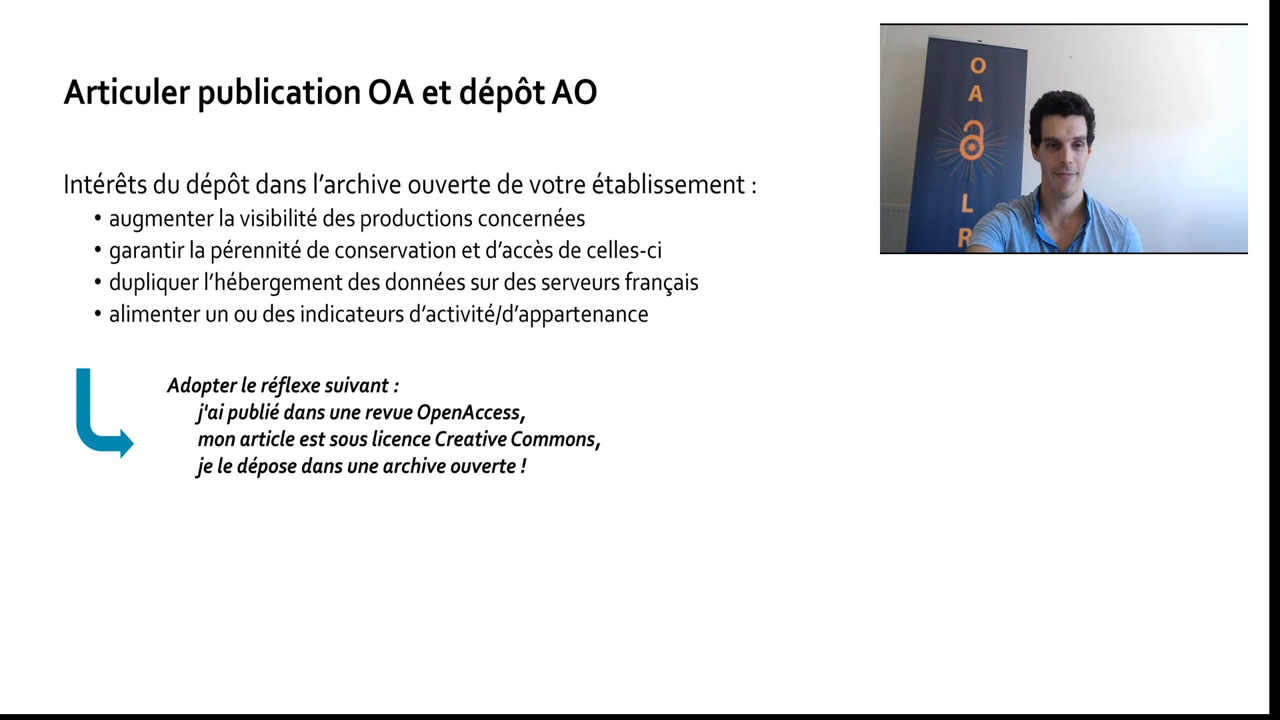 Articuler publication OA et dépôt AO
Intérêts du dépôt dans l’archive ouverte de votre établissement :
• augmenter la visibilité des productions concernées
• garantir la pérennité de conservation et d’accès de celles-ci
• dupliquer l’hébergement des données sur des serveurs français
• alimenter un ou des indicateurs d’activité/d’appartenance
Adopter le réflexe suivant :
j'ai publié dans une revue OpenAccess,
mon article est sous licence Creative Commons,
je le dépose dans une archive ouverte !
O
A
L
R